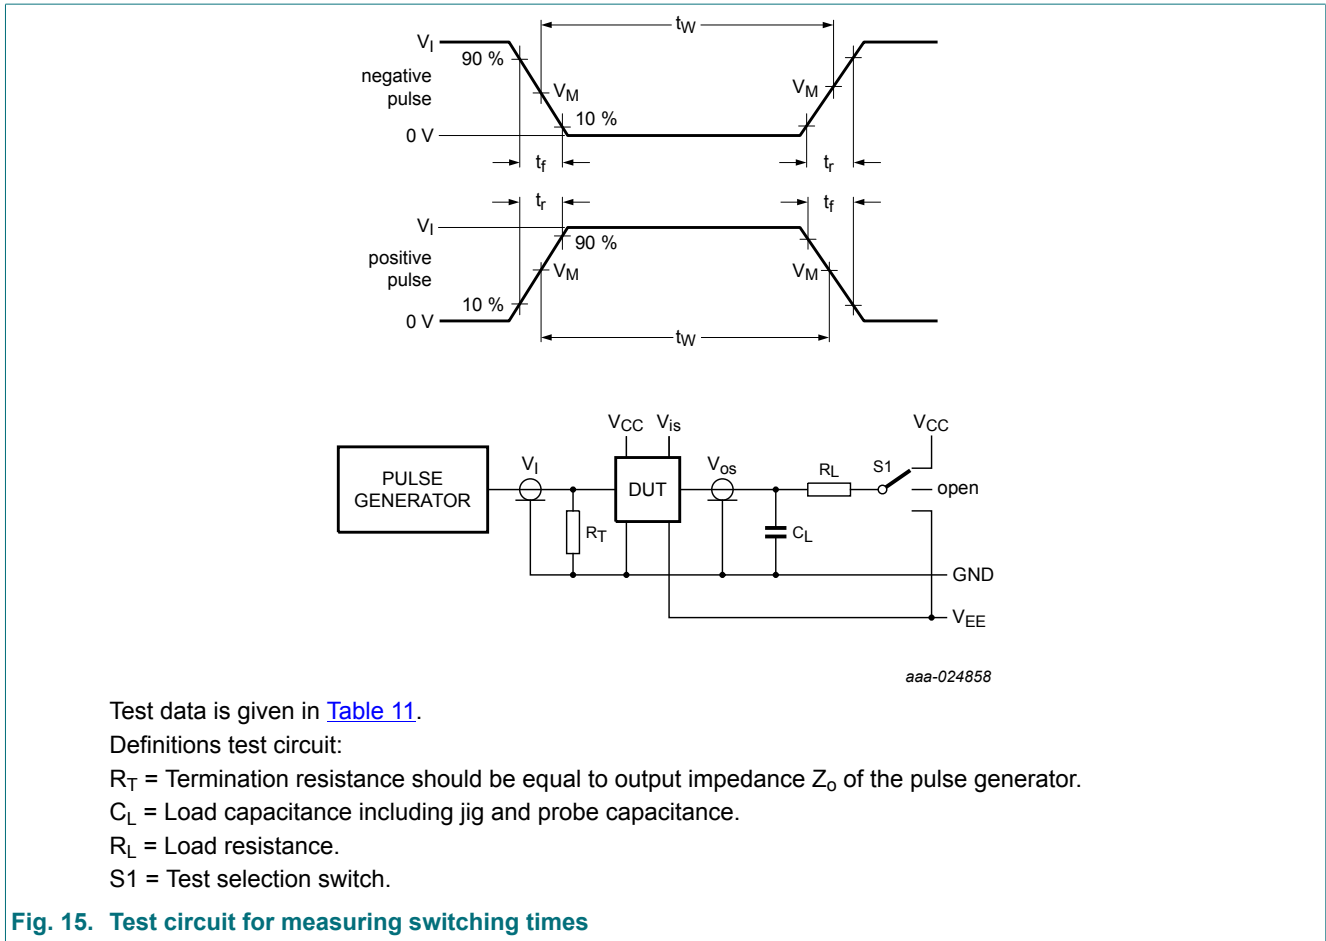 tW
VI
90 %
negative
pulse
VM
VM
10 %
0 V
tf
tr
tr
tf
VI
90 %
positive
pulse
VM
VM
10 %
0 V
tW
VCC
Vis
VCC
PULSE
GENERATOR
VI
DUT
Vos
RL
S1
open
RT
CL
GND
VEE
aaa-024858
Test data is given in Table 11.
Definitions test circuit:
RT = Termination resistance should be equal to output impedance Zo of the pulse generator.
CL = Load capacitance including jig and probe capacitance.
RL = Load resistance.
S1 = Test selection switch.
Fig. 15. Test circuit for measuring switching times